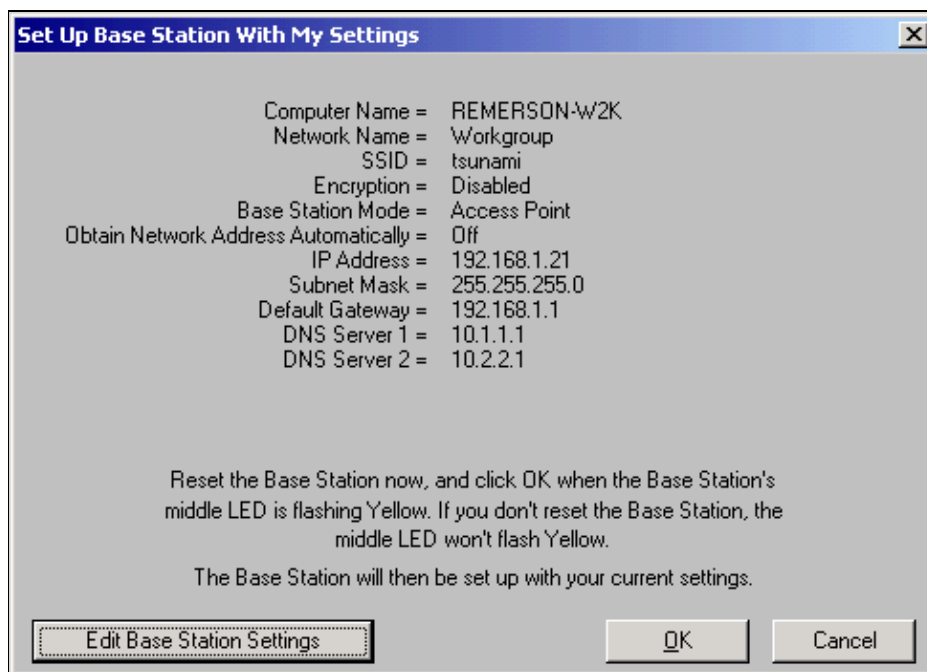 Set Up Base Station With My Settings
Computer Name = REMERSON-W2K
Network Name = Workgroup
SSID = tsunami
Encryption = Disabled
Base Station Mode = Access Point
Obtain Network Address Automatically = Off
IP Address = 192.168.1.21
Subnet Mask = 255.255.255.0
Default Gateway = 192.168.1.1
DNS Server 1 = 10.1.1.1
DNS Server 2 = 10.2.2.1
Reset the Base Station now, and click OK when the Base Station's
middle LED is flashing Yellow. If you don't reset the Base Station, the
middle LED won't flash Yellow.
The Base Station will then be set up with your current settings.
Edit Base Station Settings OK Cancel